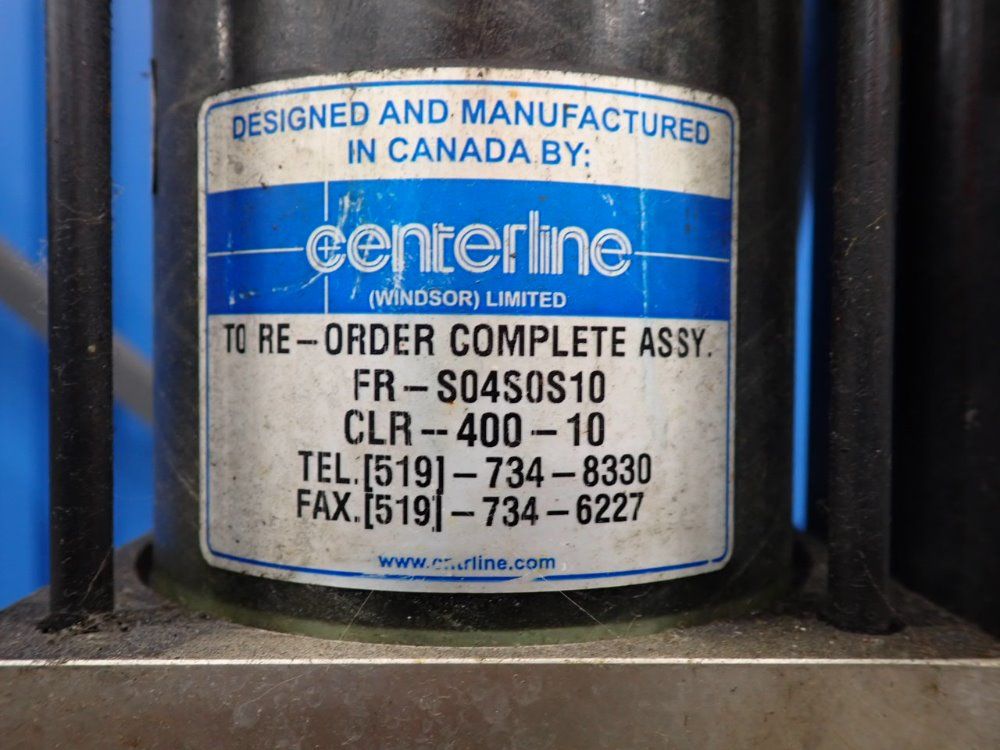 DESIGNED AND MANUFACTURED
IN CANADA BY:
centerline
(WINDSOR) LIMITED
TO RE-ORDER COMPLETE ASSY.
FR-S04S0S10
CLR-400-10
TEL.[519]-734-8330
FAX.[519]-734-6227